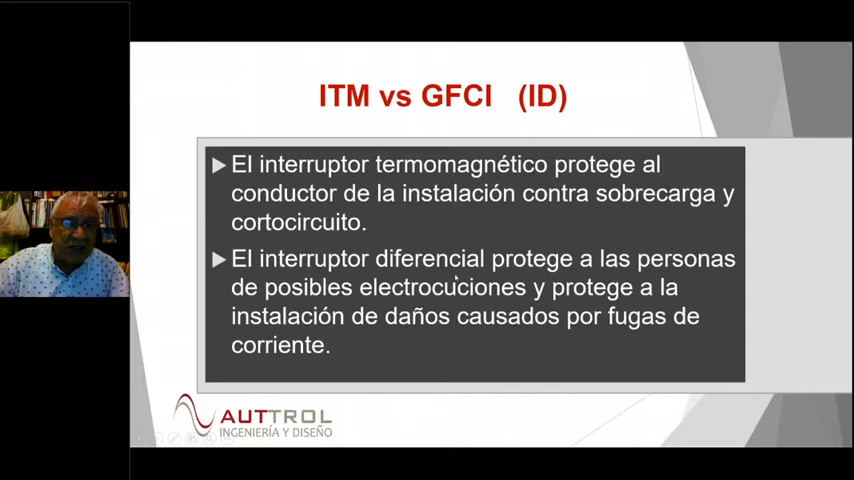 ITM vs GFCI (ID)
El interruptor termomagnético protege al
conductor de la instalación contra sobrecarga y
cortocircuito.
El interruptor diferencial protege a las personas
de posibles electrocuciones y protege a la
instalación de daños causados por fugas de
corriente.
AUTTROL
INGENIERÍA Y DISEÑO